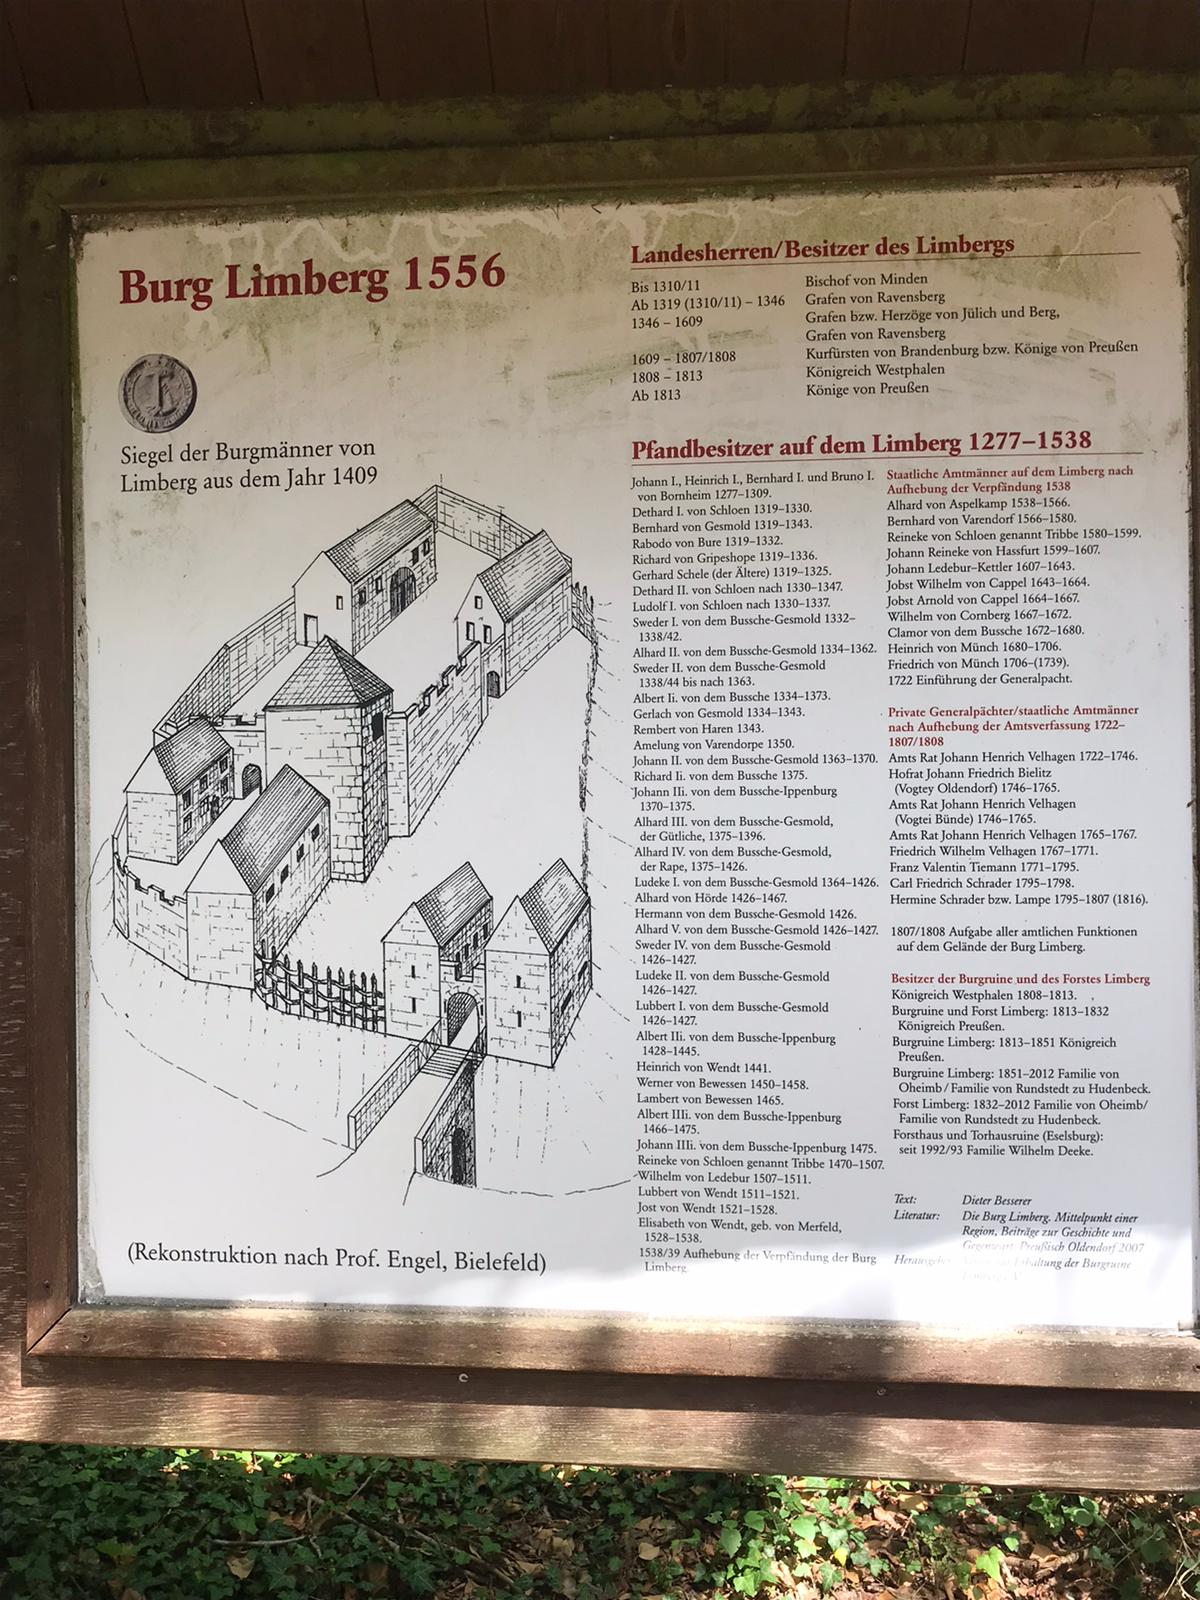 Burg Limberg 1556
Siegel der Burgmänner von
Limberg aus dem Jahr 1409
(Rekonstruktion nach Prof. Engel, Bielefeld)
Landesherren/Besitzer des Limbergs
Bis 1310/11 Bischof von Minden
Ab 1319 (1310/11) – 1346 Grafen von Ravensberg
1346 – 1609 Grafen bzw. Herzöge von Jülich und Berg,
Grafen von Ravensberg
1609 – 1807/1808 Kurfürsten von Brandenburg bzw. Könige von Preußen
1808 – 1813 Königreich Westphalen
Ab 1813 Könige von Preußen
Pfandbesitzer auf dem Limberg 1277–1538
Johann I., Heinrich I., Bernhard I. und Bruno I.
von Bornheim 1277–1309.
Dethard I. von Schloen 1319–1330.
Bernhard von Gesmold 1319–1343.
Rabodo von Bure 1319–1332.
Richard von Gripeshope 1319–1336.
Gerhard Schele (der Ältere) 1319–1325.
Dethard II. von Schloen nach 1330–1347.
Ludolf I. von Schloen nach 1330–1337.
Sweder I. von dem Bussche-Gesmold 1332–
1338/42.
Alhard II. von dem Bussche-Gesmold 1334–1362.
Sweder II. von dem Bussche-Gesmold
1338/44 bis nach 1363.
Albert Ii. von dem Bussche 1334–1373.
Gerlach von Gesmold 1334–1343.
Rembert von Haren 1343.
Amelung von Varendorpe 1350.
Johann II. von dem Bussche-Gesmold 1363–1370.
Richard Ii. von dem Bussche 1375.
Johann IIi. von dem Bussche-Ippenburg
1370–1375.
Alhard III. von dem Bussche-Gesmold,
der Gütliche, 1375–1396.
Alhard IV. von dem Bussche-Gesmold,
der Rape, 1375–1426.
Ludeke I. von dem Bussche-Gesmold 1364–1426.
Alhard von Hörde 1426–1467.
Hermann von dem Bussche-Gesmold 1426.
Alhard V. von dem Bussche-Gesmold 1426–1427.
Sweder IV. von dem Bussche-Gesmold
1426–1427.
Ludeke II. von dem Bussche-Gesmold
1426–1427.
Lubbert I. von dem Bussche-Gesmold
1426–1427.
Albert IIi. von dem Bussche-Ippenburg
1428–1445.
Heinrich von Wendt 1441.
Werner von Bewessen 1450–1458.
Lambert von Bewessen 1465.
Albert IIIi. von dem Bussche-Ippenburg
1466–1475.
Johann IIIi. von dem Bussche-Ippenburg 1475.
Reineke von Schloen genannt Tribbe 1470–1507.
Wilhelm von Ledebur 1507–1511.
Lubbert von Wendt 1511–1521.
Jost von Wendt 1521–1528.
Elisabeth von Wendt, geb. von Merfeld,
1528–1538.
1538/39 Aufhebung der Verpfändung der Burg
Limberg.
Staatliche Amtmänner auf dem Limberg nach
Aufhebung der Verpfändung 1538
Alhard von Aspelkamp 1538–1566.
Bernhard von Varendorf 1566–1580.
Reineke von Schloen genannt Tribbe 1580–1599.
Johann Reineke von Hassfurt 1599–1607.
Johann Ledebur-Kettler 1607–1643.
Jobst Wilhelm von Cappel 1643–1664.
Jobst Arnold von Cappel 1664–1667.
Wilhelm von Cornberg 1667–1672.
Clamor von dem Bussche 1672–1680.
Heinrich von Münch 1680–1706.
Friedrich von Münch 1706–(1739).
1722 Einführung der Generalpacht.
Private Generalpächter/staatliche Amtmänner
nach Aufhebung der Amtsverfassung 1722–
1807/1808
Amts Rat Johann Henrich Velhagen 1722–1746.
Hofrat Johann Friedrich Bielitz
(Vogtey Oldendorf) 1746–1765.
Amts Rat Johann Henrich Velhagen
(Vogtei Bünde) 1746–1765.
Amts Rat Johann Henrich Velhagen 1765–1767.
Friedrich Wilhelm Velhagen 1767–1771.
Franz Valentin Tiemann 1771–1795.
Carl Friedrich Schrader 1795–1798.
Hermine Schrader bzw. Lampe 1795–1807 (1816).
1807/1808 Aufgabe aller amtlichen Funktionen
auf dem Gelände der Burg Limberg.
Besitzer der Burgruine und des Forstes Limberg
Königreich Westphalen 1808–1813.
Burgruine und Forst Limberg: 1813–1832
Königreich Preußen.
Burgruine Limberg: 1813–1851 Königreich
Preußen.
Burgruine Limberg: 1851–2012 Familie von
Oheimb/Familie von Rundstedt zu Hudenbeck.
Forst Limberg: 1832–2012 Familie von Oheimb/
Familie von Rundstedt zu Hudenbeck.
Forsthaus und Torhausruine (Eselsburg):
seit 1992/93 Familie Wilhelm Deeke.
Text: Dieter Besserer
Literatur: Die Burg Limberg. Mittelpunkt einer
Region, Beiträge zur Geschichte und
Gegenwart. Preußisch Oldendorf 2007
Erhaltung der Burgruine